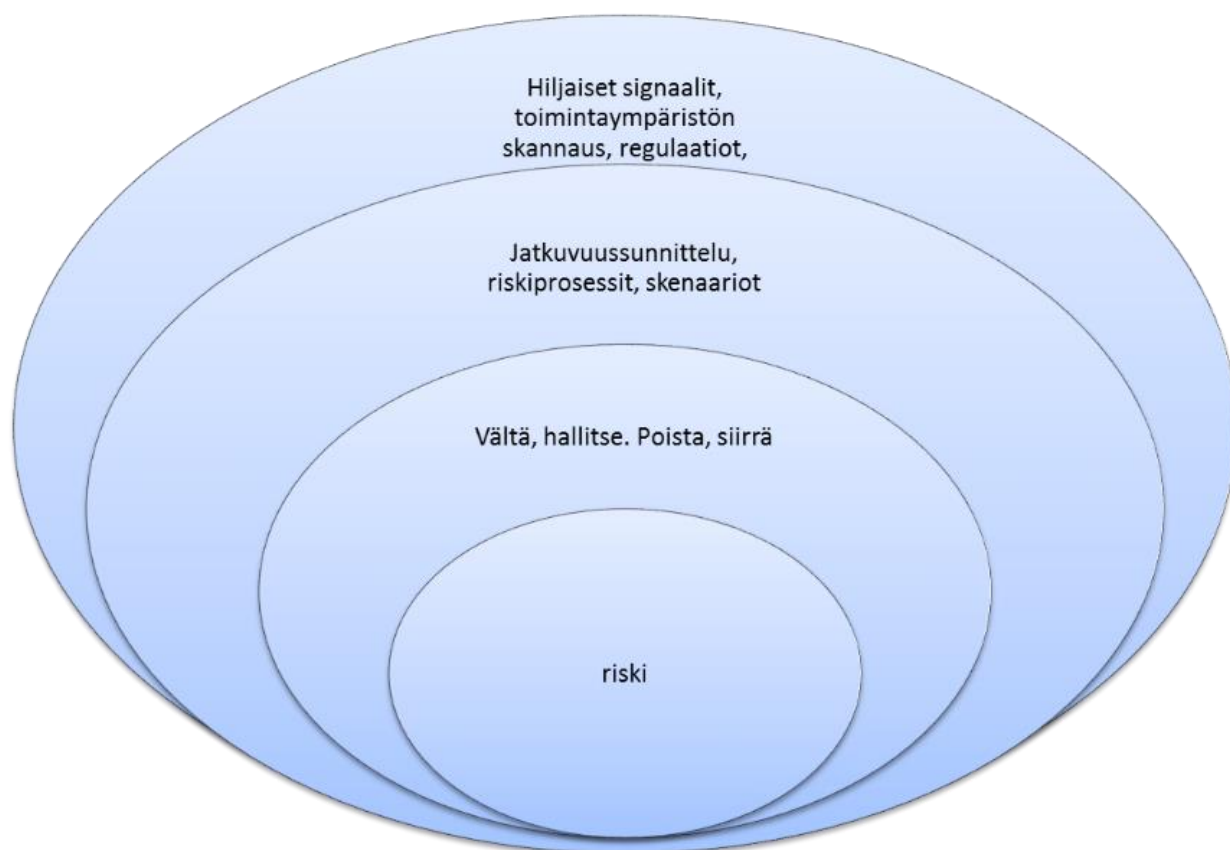 Hiljaiset signaalit,
toimintaympäristön
skannaus, regulaatiot,
Jatkuvuussunnittelu,
riskiprosessit, skenaariot
Vältä, hallitse. Poista, siirrä
riski